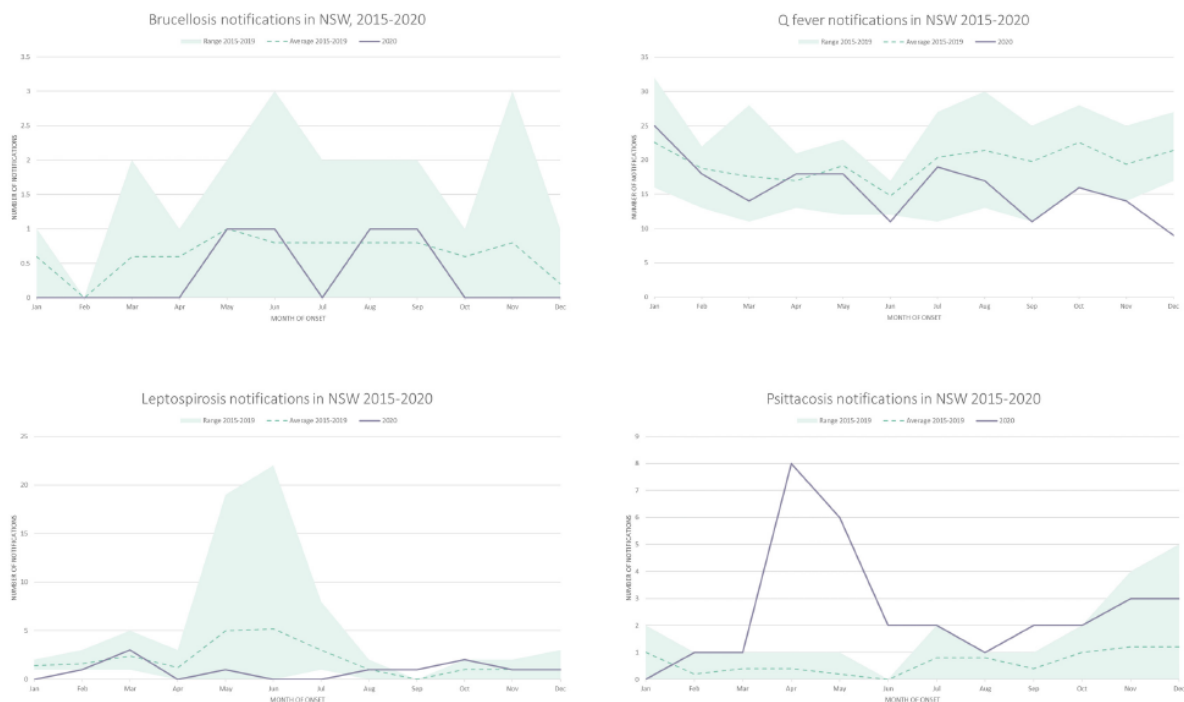 Brucellosis notifications in NSW, 2015-2020
Range 2015-2019 Average 2015-2019 2020
3.5
3
2.5
2
1.5
1
0.5
0
NUMBER OF NOTIFICATIONS
Jan Feb Mar Apr May Jun Jul Aug Sep Oct Nov Dec
MONTH OF ONSET
Q fever notifications in NSW 2015-2020
Range 2015-2019 Average 2015-2019 2020
35
30
25
20
15
10
5
0
NUMBER OF NOTIFICATIONS
Jan Feb Mar Apr May Jun Jul Aug Sep Oct Nov Dec
MONTH OF ONSET
Leptospirosis notifications in NSW 2015-2020
Range 2015-2019 Average 2015-2019 2020
25
20
15
10
5
0
NUMBER OF NOTIFICATIONS
Jan Feb Mar Apr May Jun Jul Aug Sep Oct Nov Dec
MONTH OF ONSET
Psittacosis notifications in NSW 2015-2020
Range 2015-2019 Average 2015-2019 2020
9
8
7
6
5
4
3
2
1
0
NUMBER OF NOTIFICATIONS
Jan Feb Mar Apr May Jun Jul Aug Sep Oct Nov Dec
MONTH OF ONSET